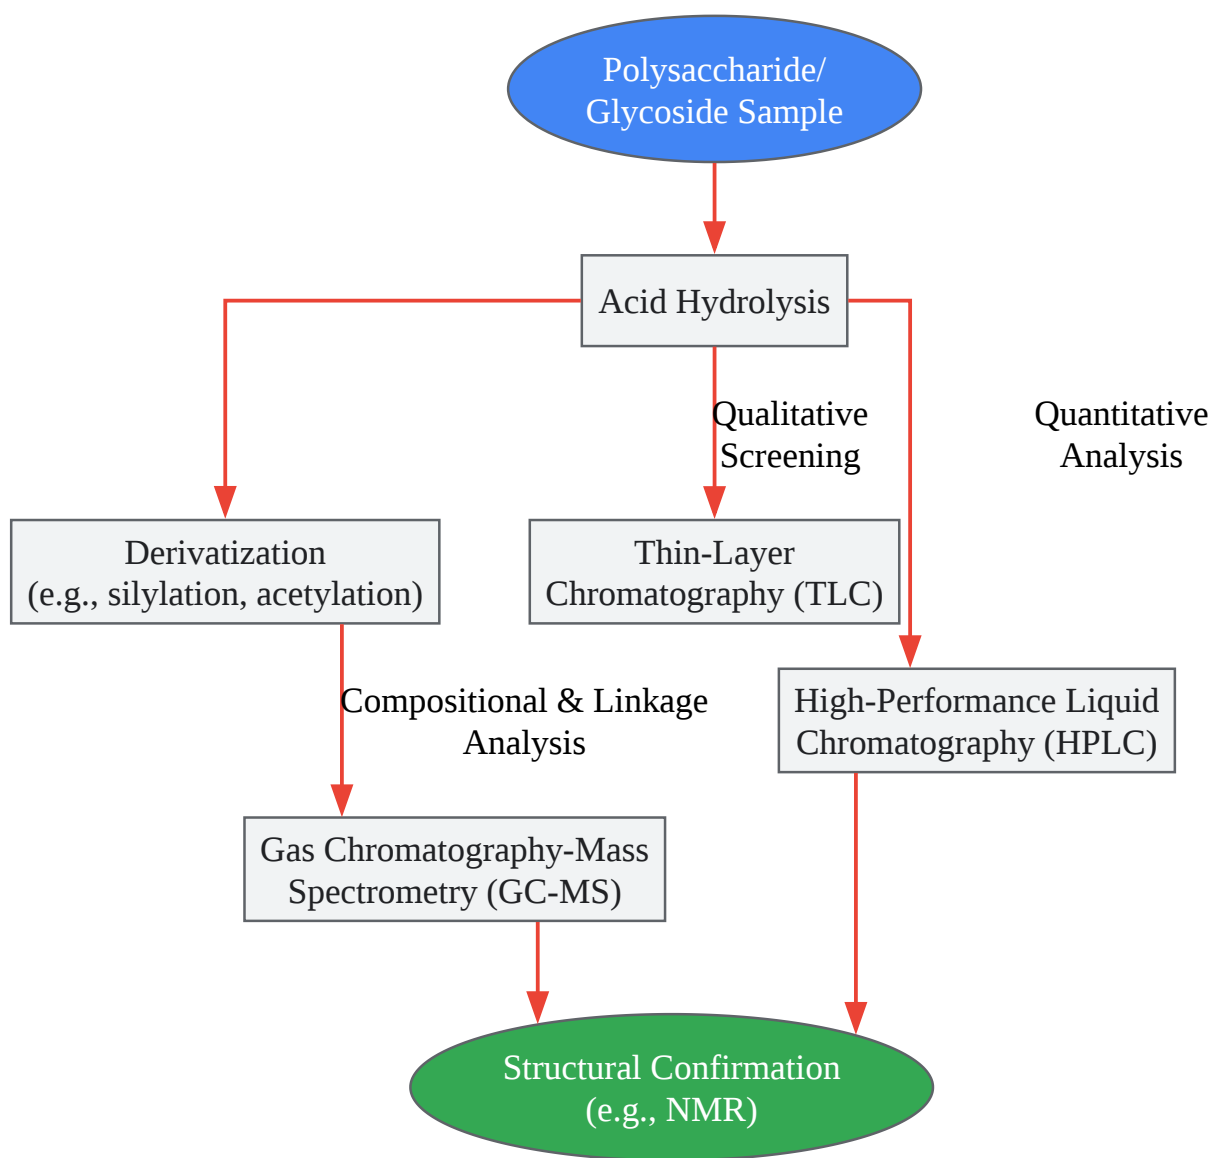 Polysaccharide/
Glycoside Sample
Acid Hydrolysis
Qualitative
Screening
Quantitative
Analysis
Derivatization
(e.g., silylation, acetylation)
Thin-Layer
Chromatography (TLC)
Compositional & Linkage
Analysis
High-Performance Liquid
Chromatography (HPLC)
Gas Chromatography-Mass
Spectrometry (GC-MS)
Structural Confirmation
(e.g., NMR)